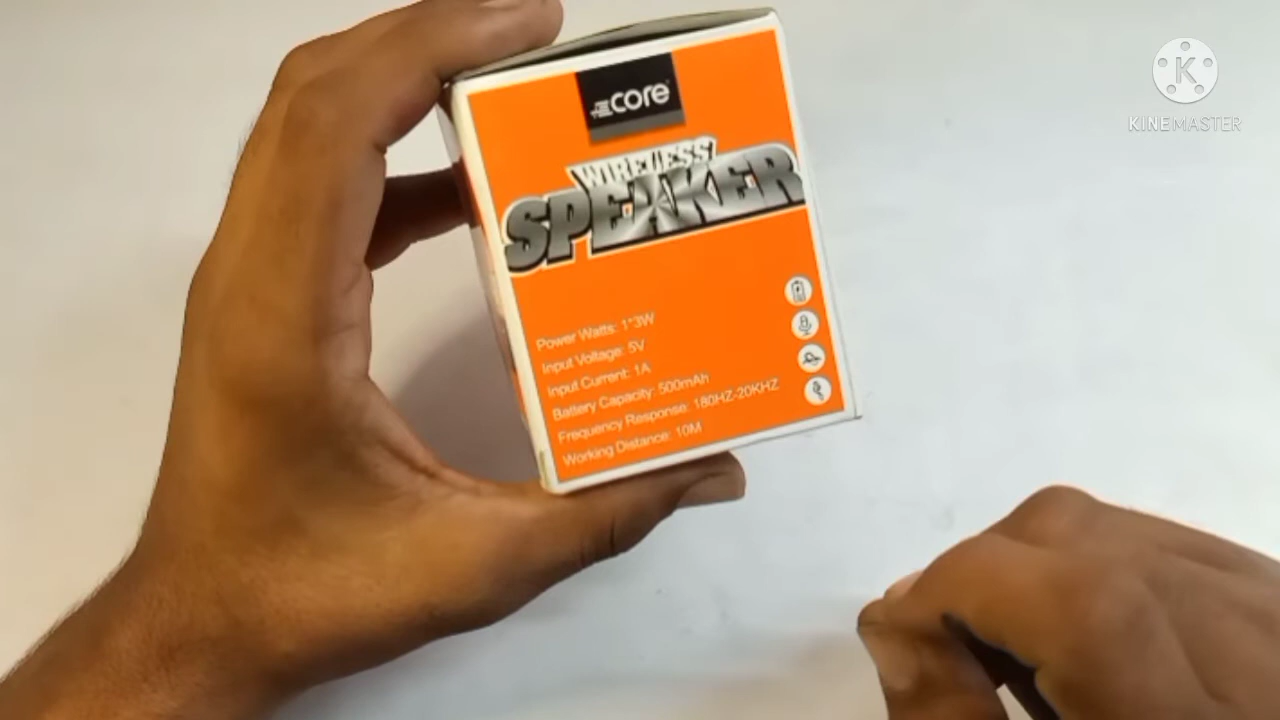 core
WIRELESS
SPEAKER
Power Watts: 1*3W
Input Voltage: 5V
Input Current: 1A
Battery Capacity: 500mAh
Frequency Response: 180HZ-20KHZ
Working Distance: 10M
K
KINEMASTER